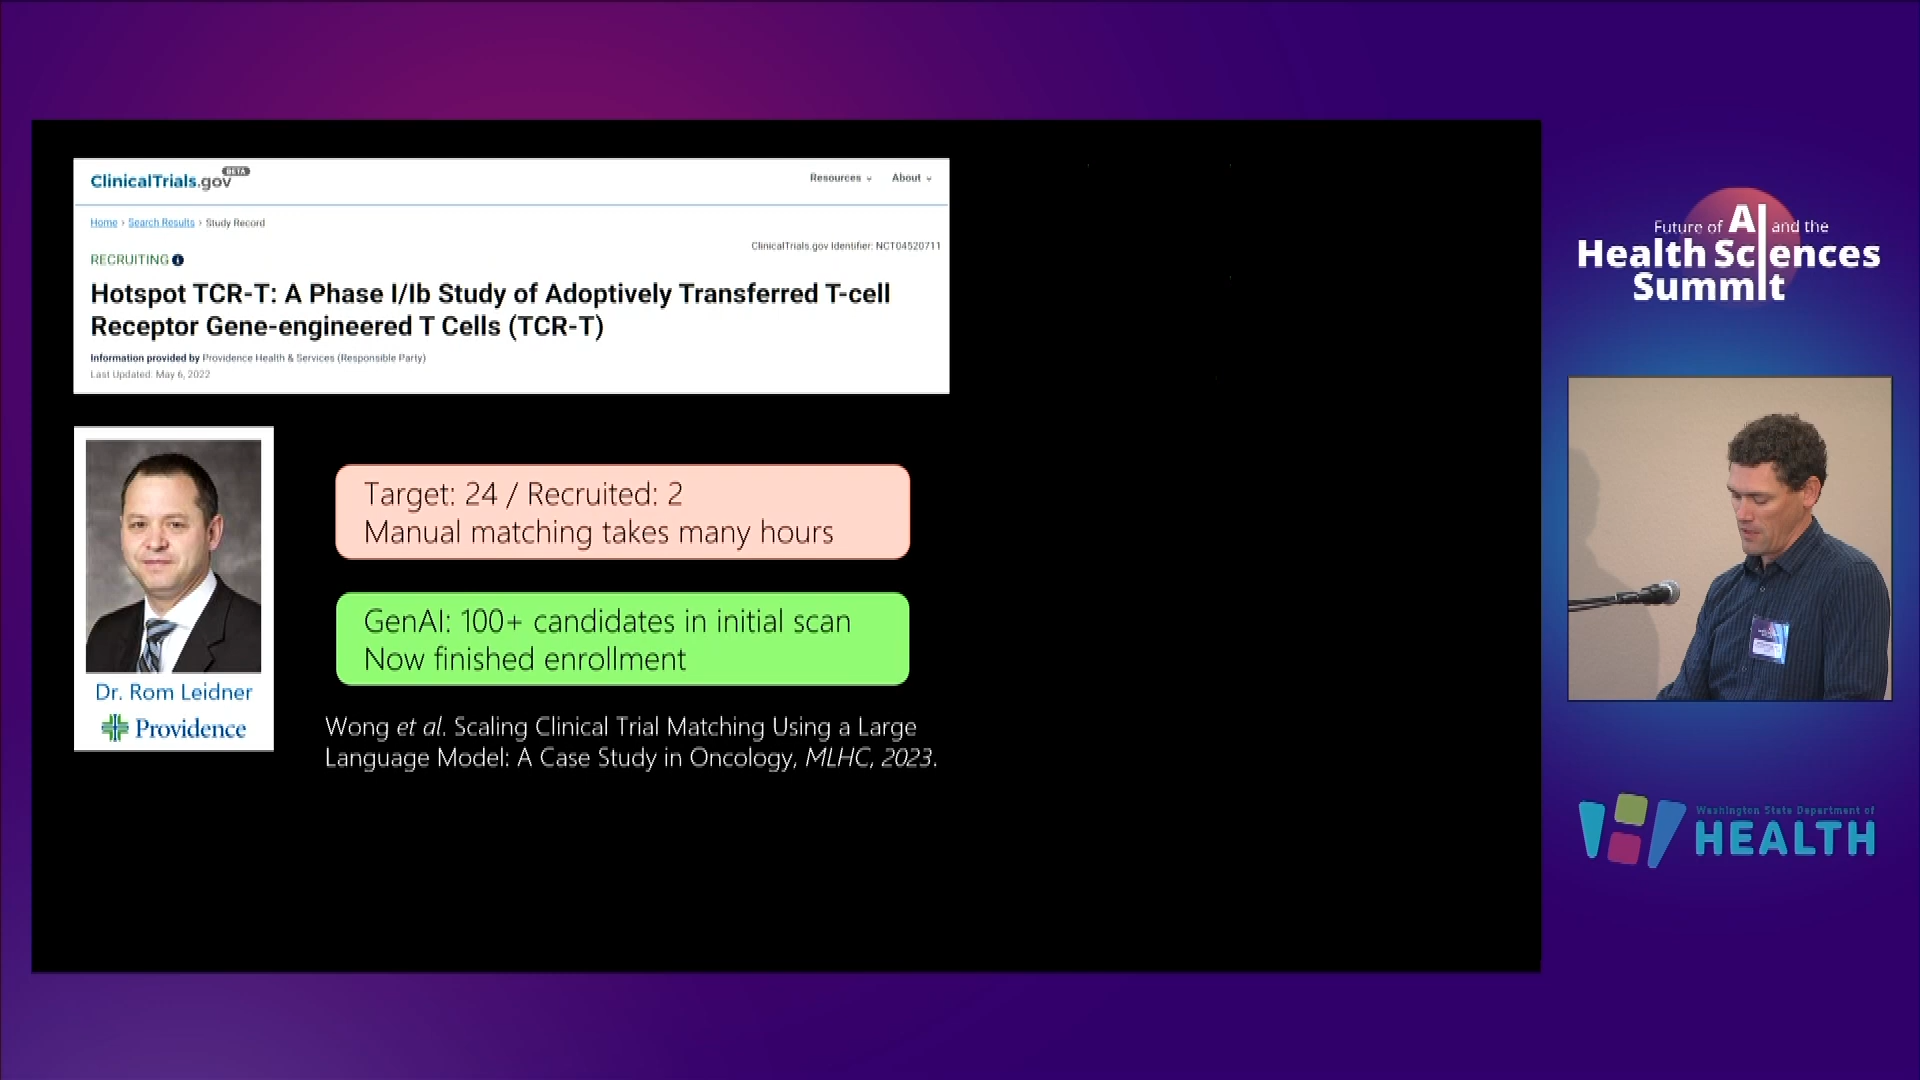 ClinicalTrials.gov BETA
Resources About
Home › Search Results › Study Record
ClinicalTrials.gov Identifier: NCT04520711
RECRUITING
Hotspot TCR-T: A Phase I/Ib Study of Adoptively Transferred T-cell
Receptor Gene-engineered T Cells (TCR-T)
Information provided by Providence Health & Services (Responsible Party)
Last Updated: May 6, 2022
Target: 24 / Recruited: 2
Manual matching takes many hours
GenAI: 100+ candidates in initial scan
Now finished enrollment
Dr. Rom Leidner
Providence
Wong et al. Scaling Clinical Trial Matching Using a Large
Language Model: A Case Study in Oncology, MLHC, 2023.
Future of AI and the
Health Sciences
Summit
Washington State Department of
HEALTH